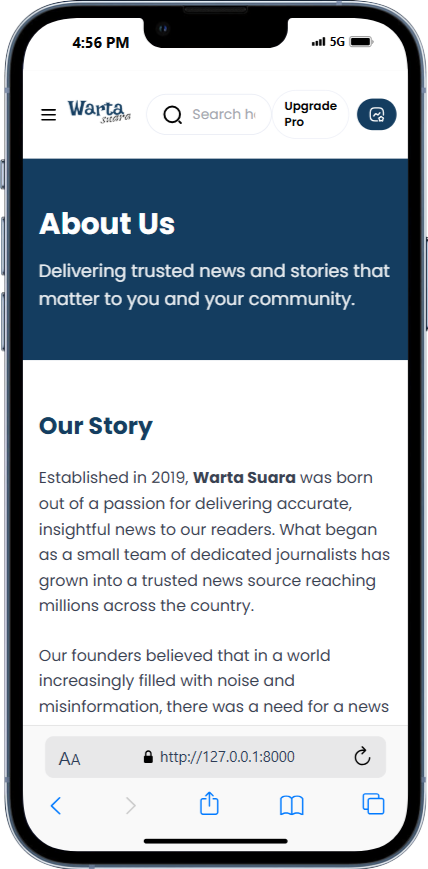 4:56 PM
5G
Warta
suara
Search h
Upgrade
Pro
About Us
Delivering trusted news and stories that
matter to you and your community.
Our Story
Established in 2019, Warta Suara was born
out of a passion for delivering accurate,
insightful news to our readers. What began
as a small team of dedicated journalists has
grown into a trusted news source reaching
millions across the country.
Our founders believed that in a world
increasingly filled with noise and
misinformation, there was a need for a news
AA
http://127.0.0.1:8000